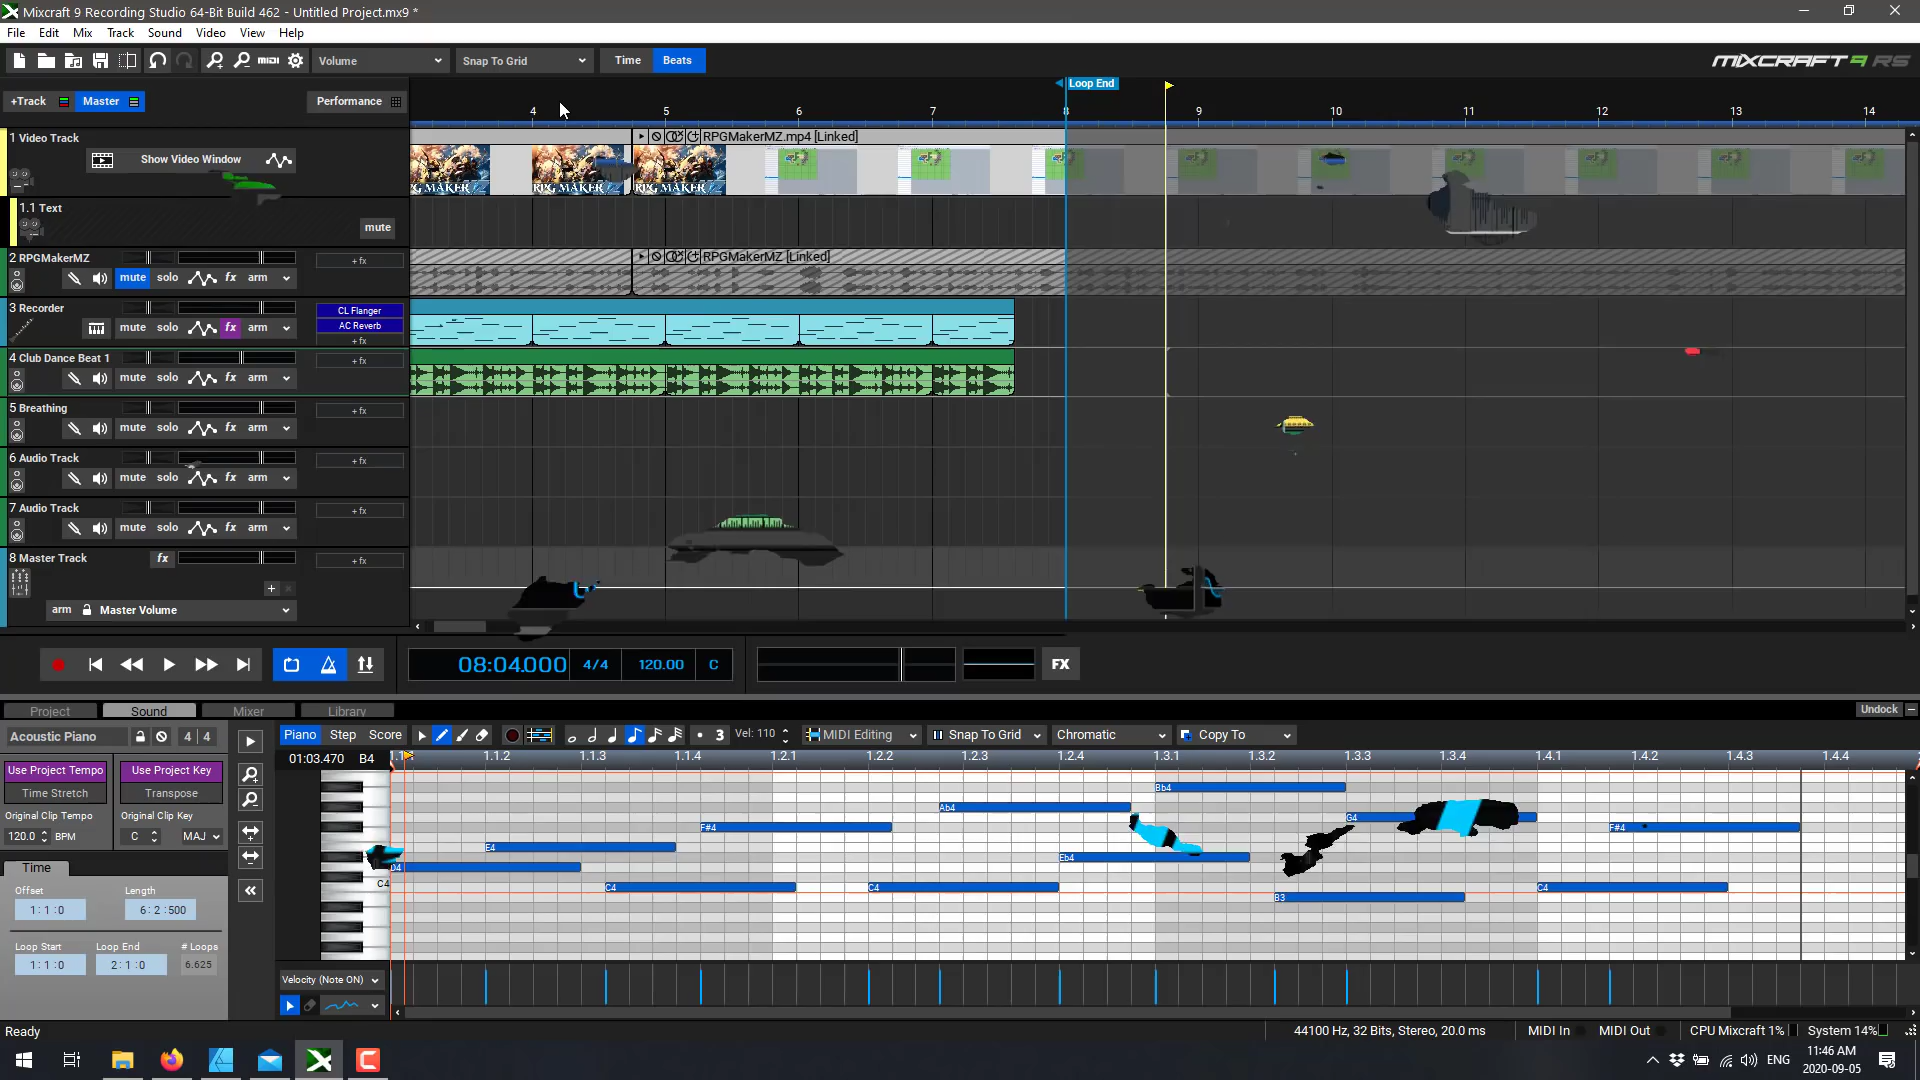 Mixcraft 9 Recording Studio 64-Bit Build 462 - Untitled Project.mx9 *
File Edit Mix Track Sound Video View Help
MIDI Volume Snap To Grid Time Beats MIXCRAFT 9 RS
+Track Master Performance Loop End
4 5 6 7 8 9 10 11 12 13 14
1 Video Track RPGMakerMZ.mp4 [Linked]
Show Video Window
RPG MAKER
1.1 Text
mute
2 RPGMakerMZ +fx RPGMakerMZ [Linked]
mute solo fx arm
3 Recorder CL Flanger
mute solo fx arm AC Reverb
+fx
4 Club Dance Beat 1 +fx
mute solo fx arm
5 Breathing +fx
mute solo fx arm
6 Audio Track +fx
mute solo fx arm
7 Audio Track +fx
mute solo fx arm
8 Master Track fx +fx
arm Master Volume
08:04.000 4/4 120.00 C FX
Project Sound Mixer Library Undock
Acoustic Piano 4 4 Piano Step Score 3 Vel: 110 MIDI Editing Snap To Grid Chromatic Copy To
01:03.470 B4 1.1.2 1.1.3 1.1.4 1.2.1 1.2.2 1.2.3 1.2.4 1.3.1 1.3.2 1.3.3 1.3.4 1.4.1 1.4.2 1.4.3 1.4.4
Use Project Tempo Use Project Key
Time Stretch Transpose
Original Clip Tempo Original Clip Key
120.0 BPM C MAJ
Bb4
Ab4
G4
F#4 F#4
E4
Eb4
D4
C4 C4 C4 C4
B3
Time
Offset Length
1:1:0 6:2:500
Loop Start Loop End # Loops
1:1:0 2:1:0 6.625
Velocity (Note ON)
Ready 44100 Hz, 32 Bits, Stereo, 20.0 ms MIDI In MIDI Out CPU Mixcraft 1% System 14%
ENG 11:46 AM
2020-09-05